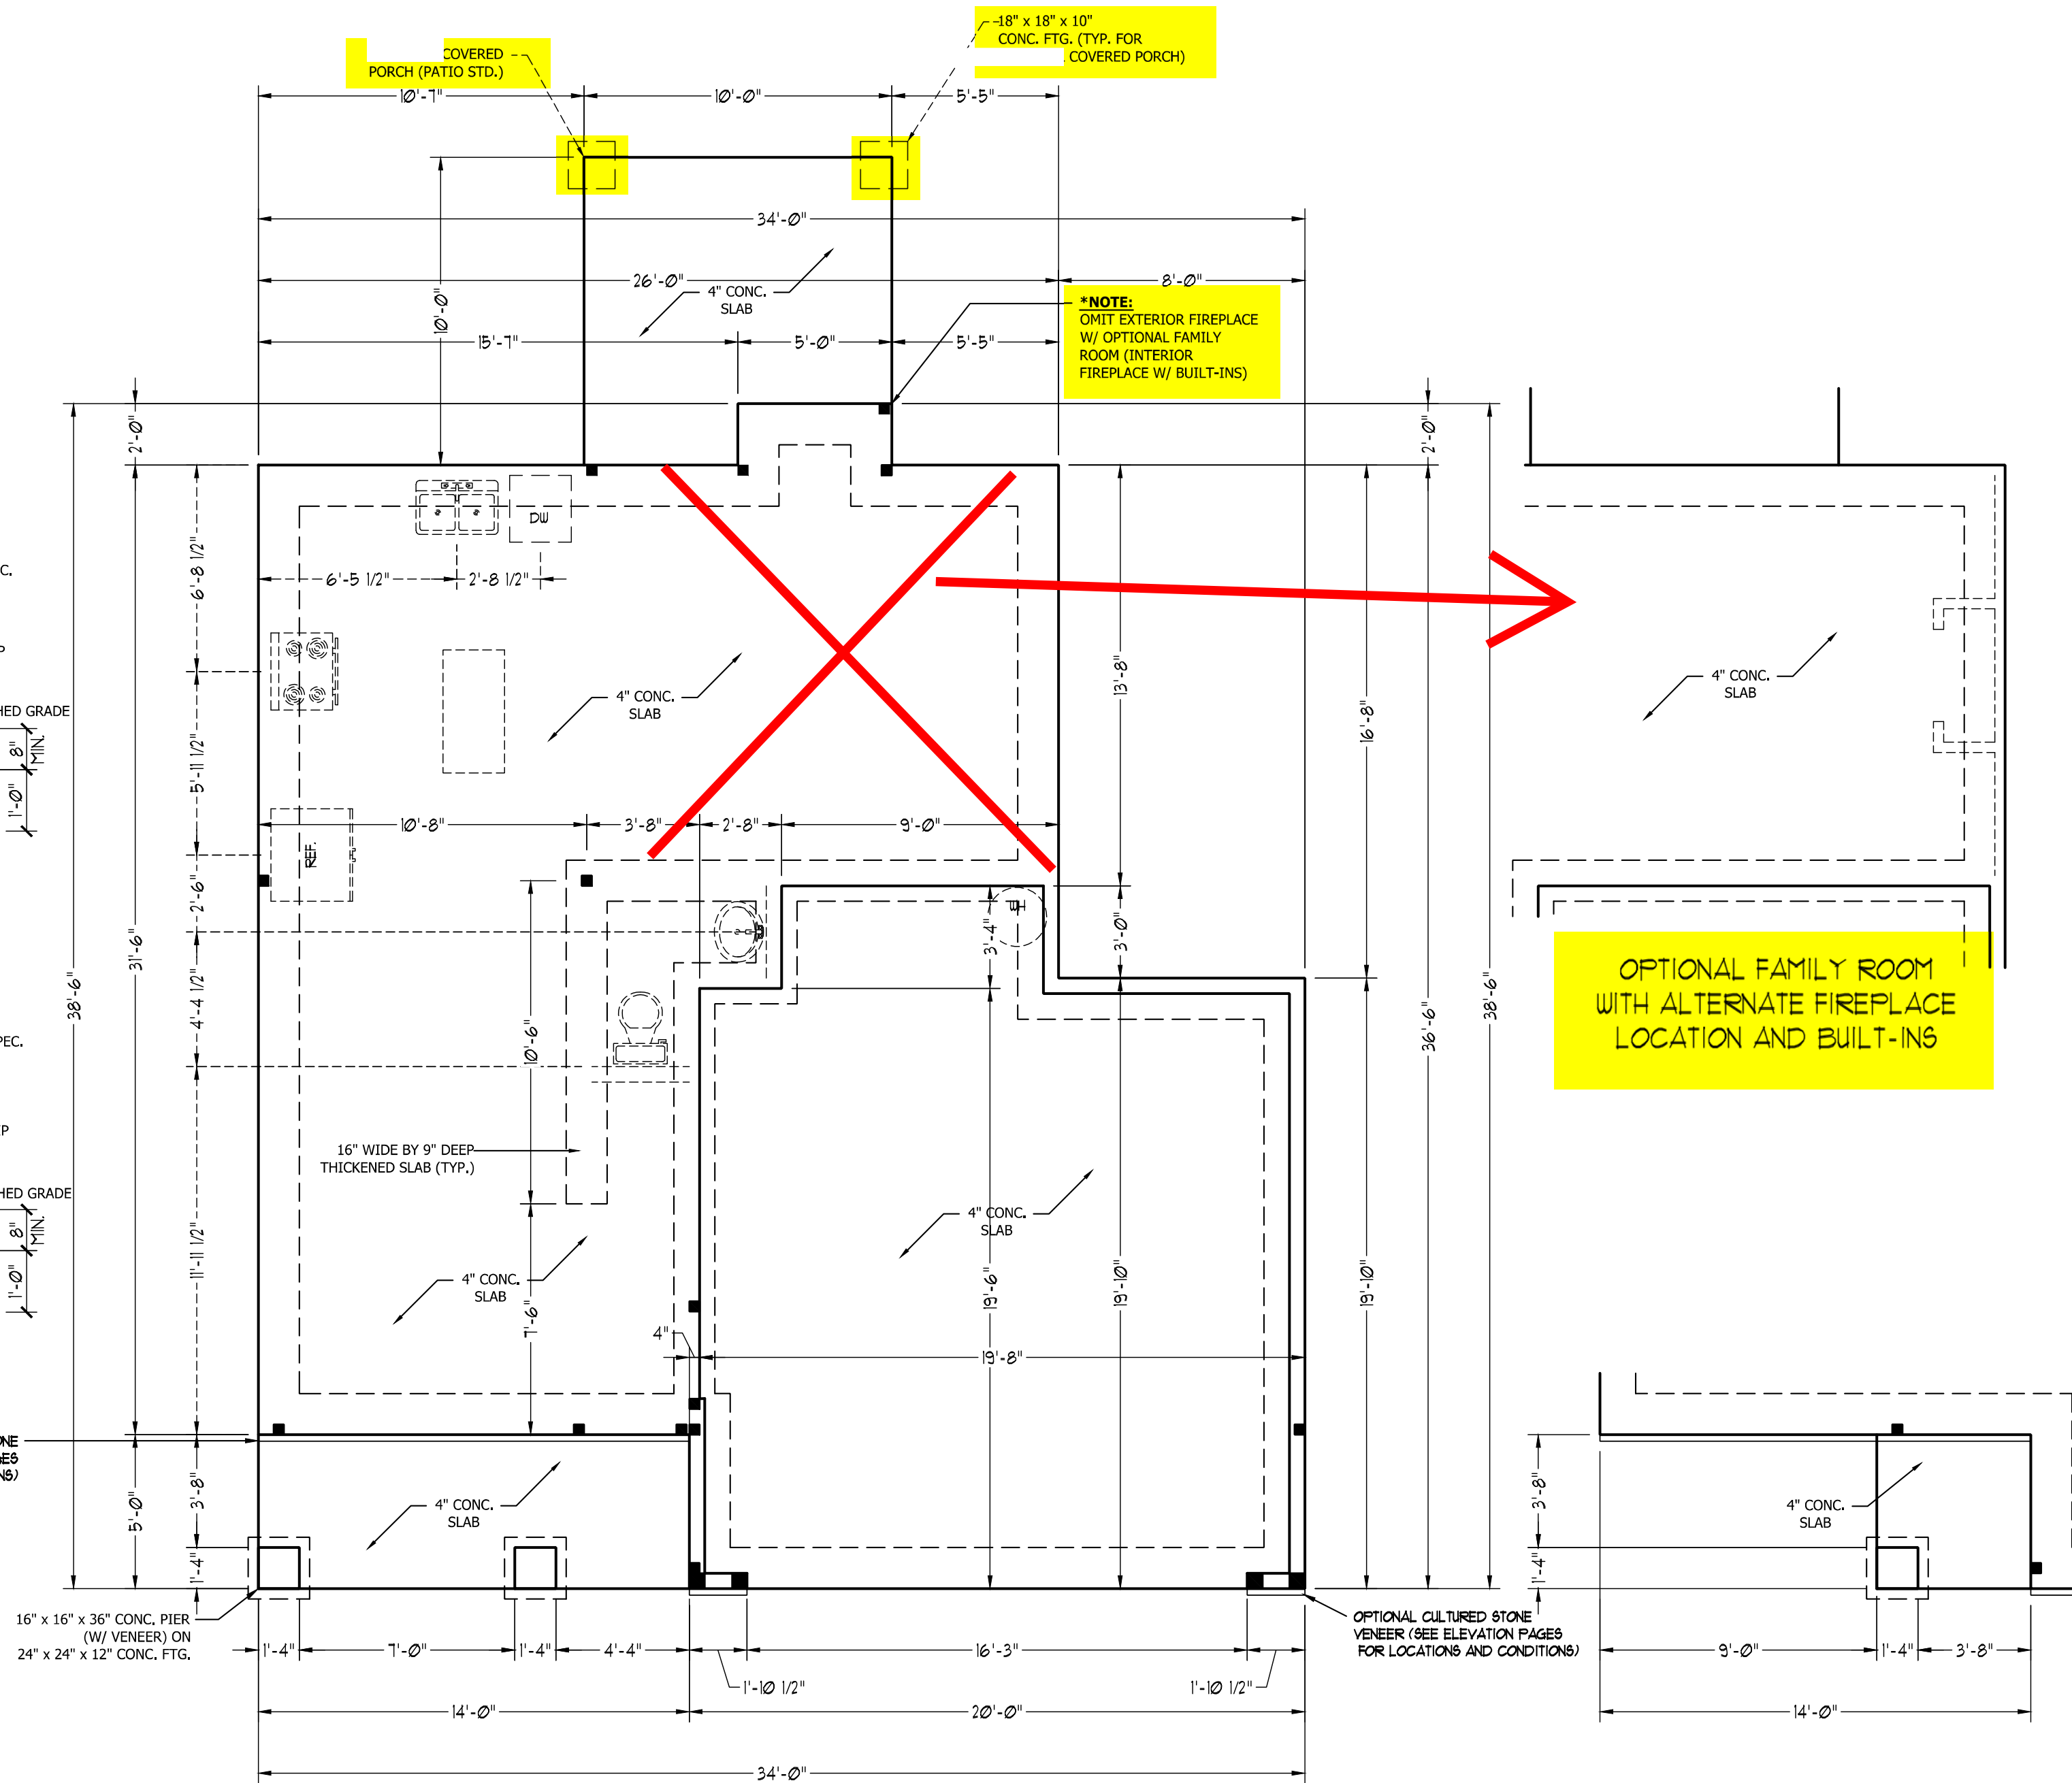 COVERED
PORCH (PATIO STD.)
18" x 18" x 10"
CONC. FTG. (TYP. FOR
COVERED PORCH)
10'-7"
10'-0"
5'-5"
34'-0"
26'-0"
8'-0"
10'-0"
4" CONC.
SLAB
*NOTE:
OMIT EXTERIOR FIREPLACE
W/ OPTIONAL FAMILY
ROOM (INTERIOR
FIREPLACE W/ BUILT-INS)
15'-7"
5'-0"
5'-5"
2'-0"
2'-0"
DW
6'-5 1/2"
2'-8 1/2"
6'-8 1/2"
C.
P
13'-8"
16'-8"
4" CONC.
SLAB
4" CONC.
SLAB
HED GRADE
8"
MIN.
1'-0"
5'-11 1/2"
10'-8"
3'-8"
2'-8"
9'-0"
REF.
2'-6"
WH
3'-4"
3'-0"
31'-6"
38'-6"
4'-4 1/2"
10'-6"
36'-6"
38'-6"
OPTIONAL FAMILY ROOM
WITH ALTERNATE FIREPLACE
LOCATION AND BUILT-INS
PEC.
P
16" WIDE BY 9" DEEP
THICKENED SLAB (TYP.)
HED GRADE
8"
MIN.
1'-0"
11'-11 1/2"
4" CONC.
SLAB
4" CONC.
SLAB
7'-6"
19'-6"
19'-10"
19'-10"
4"
19'-8"
ONE
GES
NS)
5'-0"
3'-8"
1'-4"
4" CONC.
SLAB
3'-8"
1'-4"
4" CONC.
SLAB
16" x 16" x 36" CONC. PIER
(W/ VENEER) ON
24" x 24" x 12" CONC. FTG.
OPTIONAL CULTURED STONE
VENEER (SEE ELEVATION PAGES
FOR LOCATIONS AND CONDITIONS)
1'-4"
7'-0"
1'-4"
4'-4"
16'-3"
1'-10 1/2"
1'-10 1/2"
9'-0"
1'-4"
3'-8"
14'-0"
20'-0"
14'-0"
34'-0"